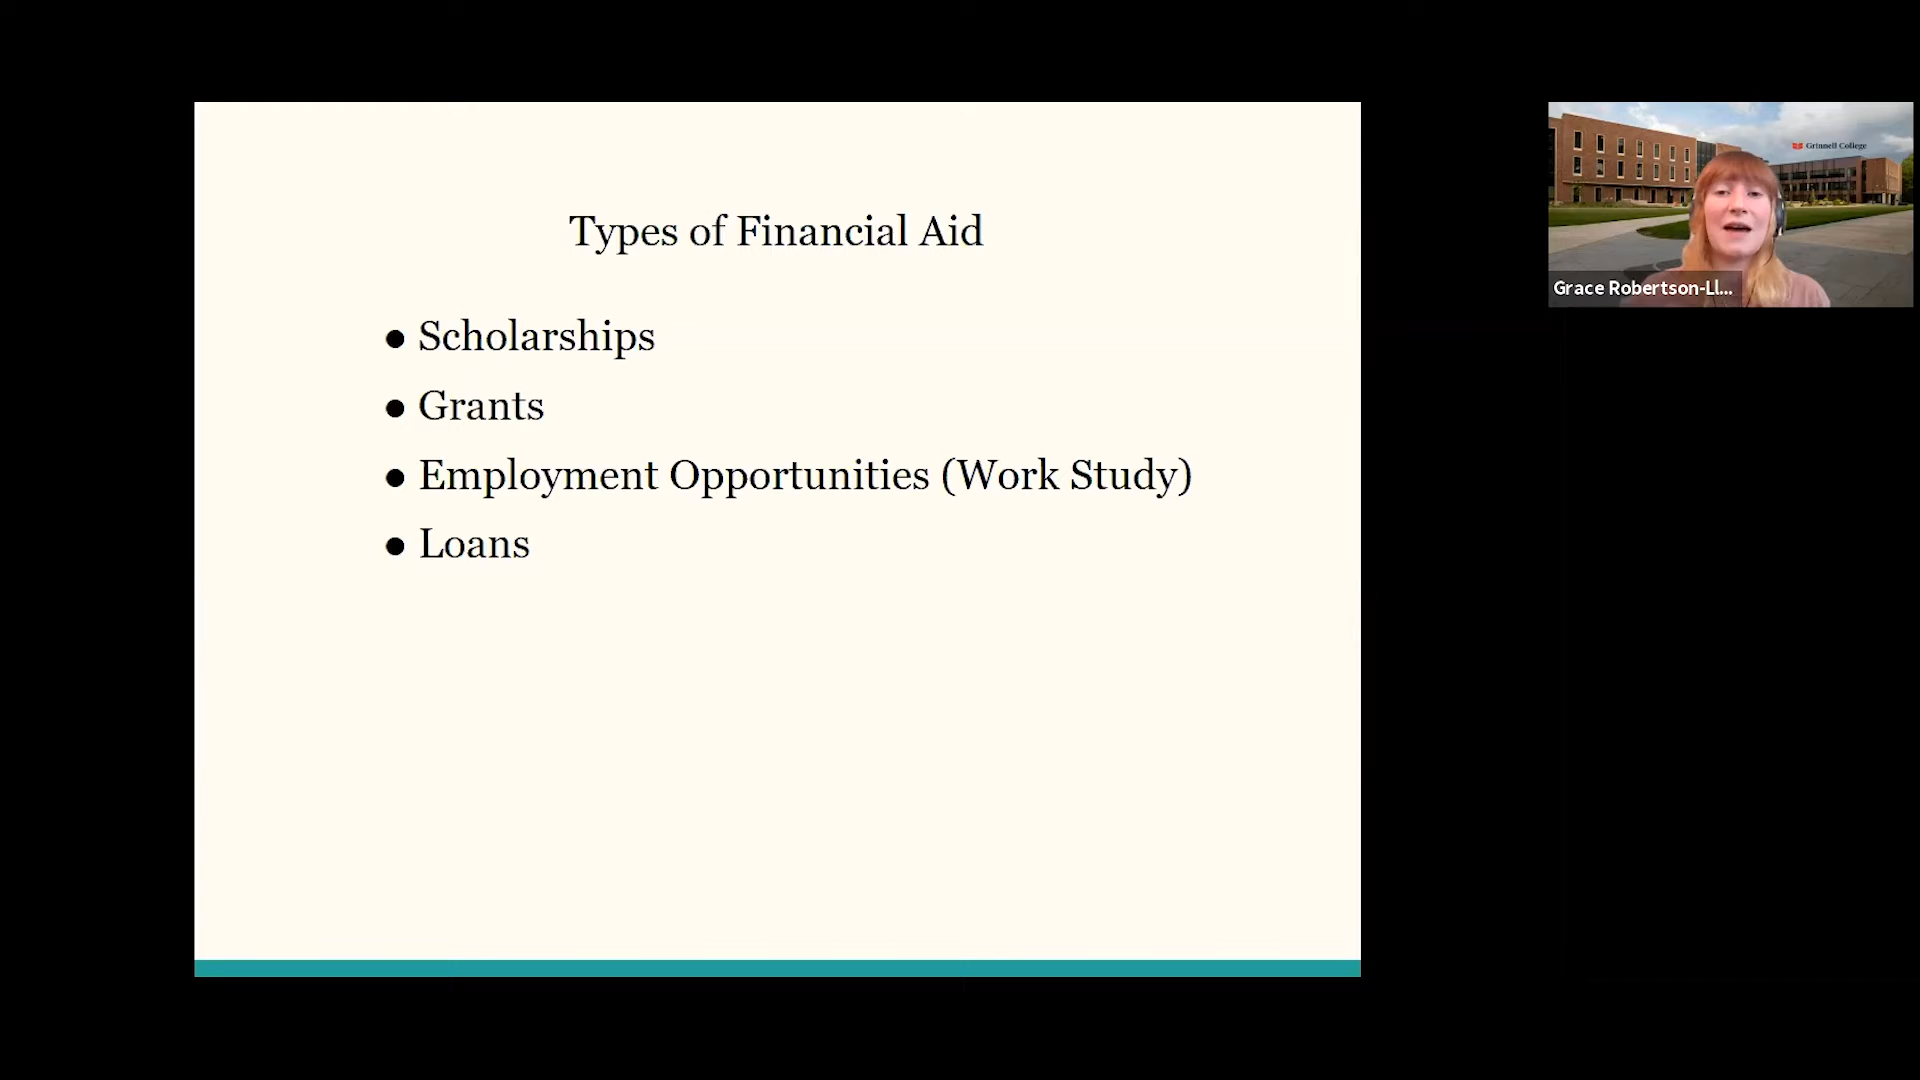 Types of Financial Aid
● Scholarships
● Grants
● Employment Opportunities (Work Study)
● Loans
Grinnell College
Grace Robertson-Ll...